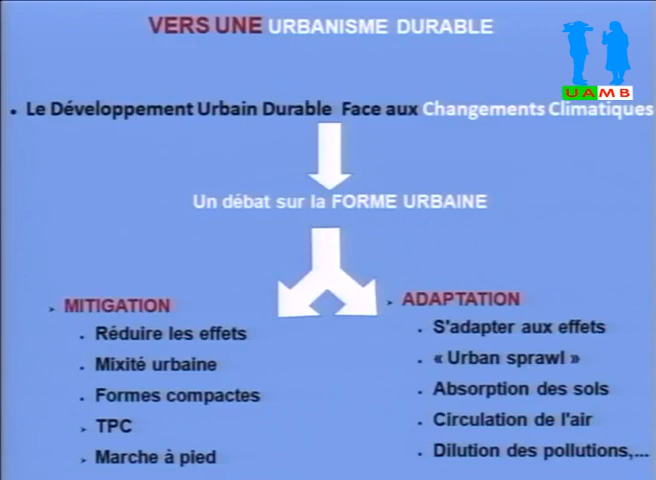 VERS UNE URBANISME DURABLE
UAMB
• Le Développement Urbain Durable Face aux Changements Climatiques
Un débat sur la FORME URBAINE
MITIGATION
Réduire les effets
Mixité urbaine
Formes compactes
TPC
Marche à pied
ADAPTATION
S'adapter aux effets
« Urban sprawl »
Absorption des sols
Circulation de l'air
Dilution des pollutions,...